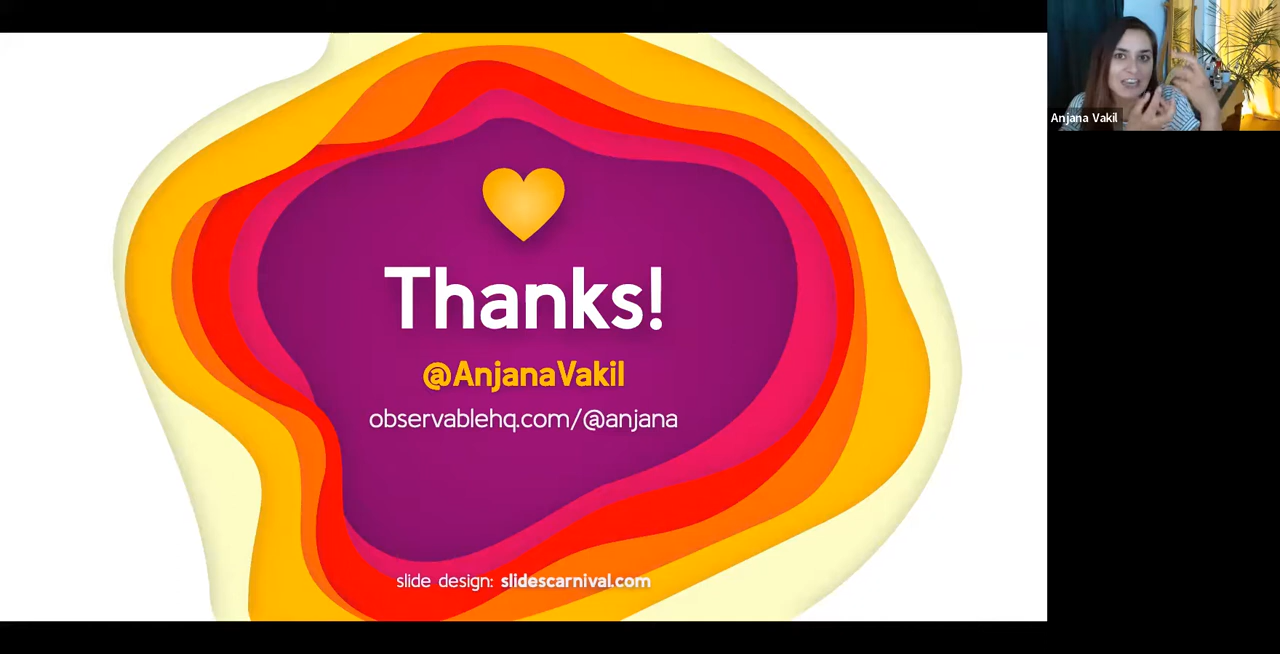 Thanks!
@AnjanaVakil
observablehq.com/@anjana
slide design: slidescarnival.com
Anjana Vakil